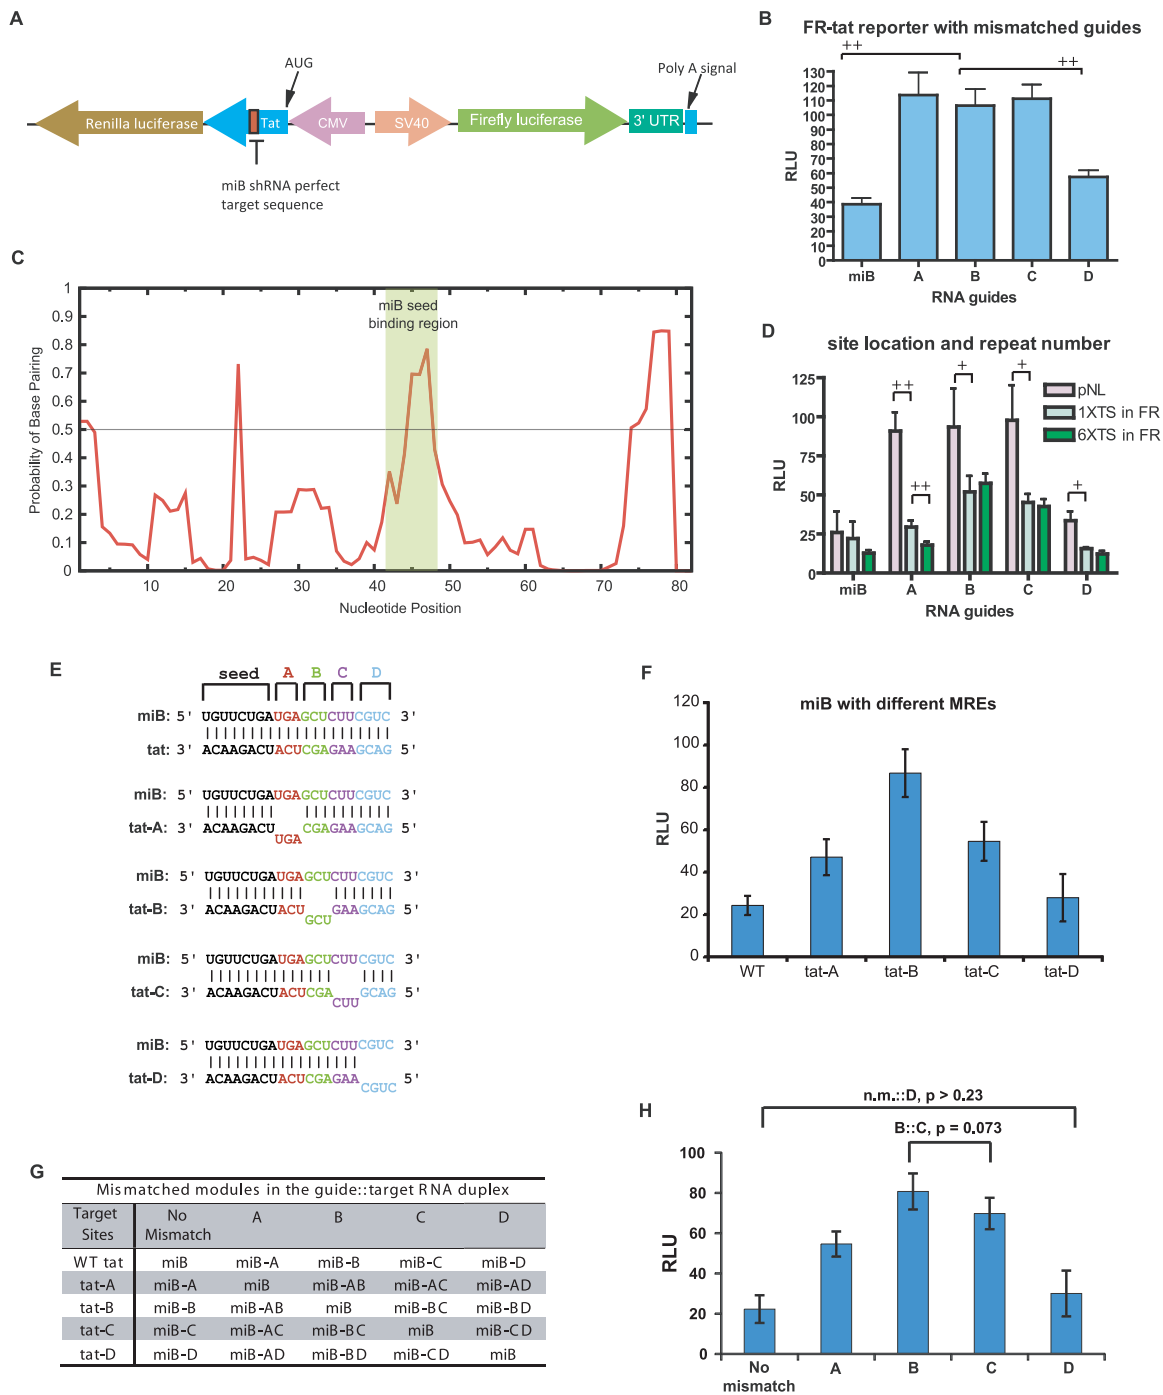 A
AUG
Poly A signal
Renilla luciferase
Tat
CMV
SV40
Firefly luciferase
3' UTR
miB shRNA perfect
target sequence
B
FR-tat reporter with mismatched guides
++
++
130
120
110
100
90
80
70
60
50
40
30
20
10
0
RLU
miB A B C D
RNA guides
C
1
0.9
0.8
0.7
0.6
0.5
0.4
0.3
0.2
0.1
0
Probability of Base Pairing
miB seed
binding region
10 20 30 40 50 60 70 80
Nucleotide Position
D
site location and repeat number
125
100
75
50
25
0
RLU
++
++
+
+
+
pNL
1XTS in FR
6XTS in FR
miB A B C D
RNA guides
E
seed A B C D
miB: 5' UGUUCUGAUGAGCUCUUCGUC 3'
tat: 3' ACAAGACUACUCGAGAAGCAG 5'
miB: 5' UGUUCUGAUGAGCUCUUCGUC 3'
tat-A: 3' ACAAGACU CGAGAAGCAG 5'
UGA
miB: 5' UGUUCUGAUGAGCUCUUCGUC 3'
tat-B: 3' ACAAGACUACU GAAGCAG 5'
GCU
miB: 5' UGUUCUGAUGAGCUCUUCGUC 3'
tat-C: 3' ACAAGACUACUCGA GCAG 5'
CUU
miB: 5' UGUUCUGAUGAGCUCUUCGUC 3'
tat-D: 3' ACAAGACUACUCGAGAA 5'
CGUC
F
miB with different MREs
120
100
80
60
40
20
0
RLU
WT tat-A tat-B tat-C tat-D
G
Mismatched modules in the guide::target RNA duplex
Target Sites No Mismatch A B C D
WT tat miB miB-A miB-B miB-C miB-D
tat-A miB-A miB miB-AB miB-AC miB-AD
tat-B miB-B miB-AB miB miB-BC miB-BD
tat-C miB-C miB-AC miB-BC miB miB-CD
tat-D miB-D miB-AD miB-BD miB-CD miB
H
n.m.::D, p > 0.23
B::C, p = 0.073
100
80
60
40
20
0
RLU
No mismatch A B C D